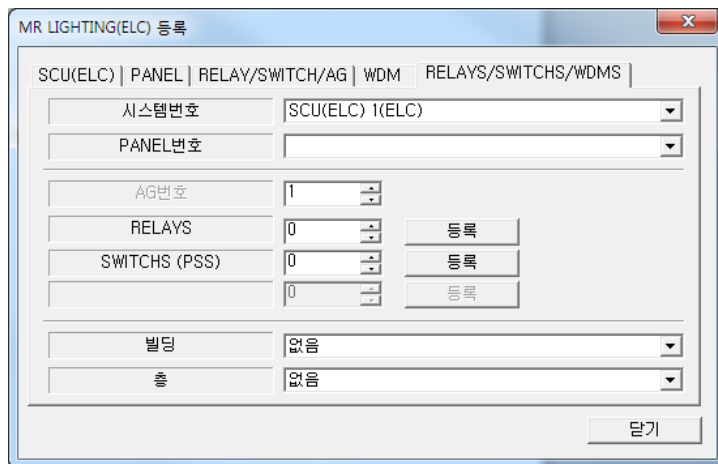 MR LIGHTING(ELC) 등록
SCU(ELC) | PANEL | RELAY/SWITCH/AG | WDM | RELAYS/SWITCHS/WDMS
시스템번호 SCU(ELC) 1(ELC)
PANEL번호
AG번호 1
RELAYS 0 등록
SWITCHS (PSS) 0 등록
0 등록
빌딩 없음
층 없음
닫기